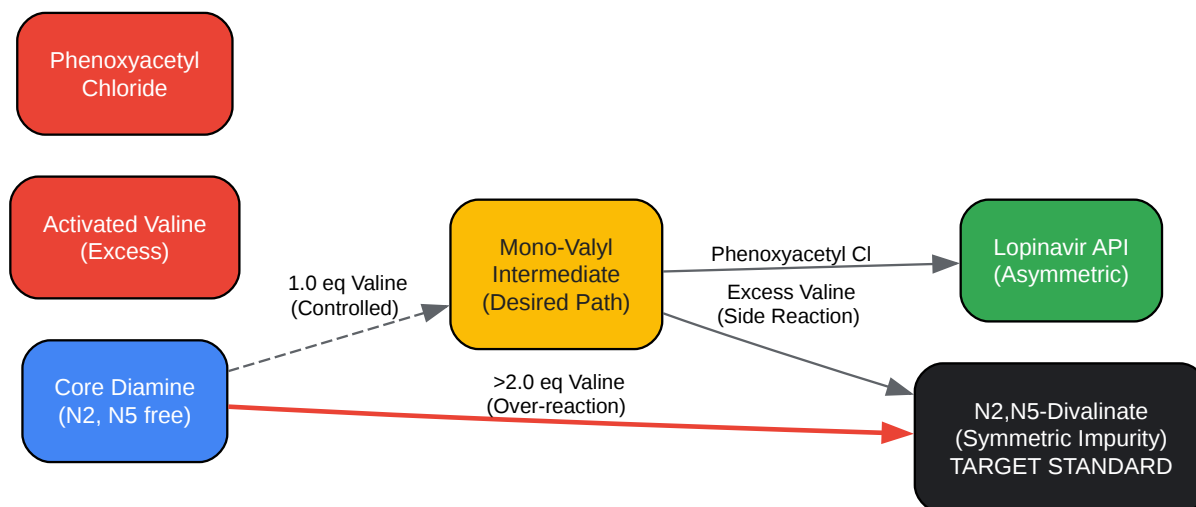 Phenoxyacetyl
Chloride
Activated Valine
(Excess)
Core Diamine
(N2, N5 free)
1.0 eq Valine
(Controlled)
Mono-Valyl
Intermediate
(Desired Path)
Phenoxyacetyl Cl
Excess Valine
(Side Reaction)
>2.0 eq Valine
(Over-reaction)
Lopinavir API
(Asymmetric)
N2,N5-Divalinate
(Symmetric Impurity)
TARGET STANDARD